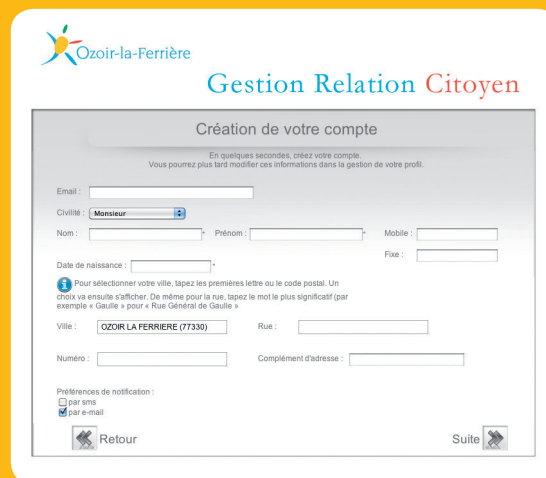 Ozoir-la-Ferrière
Gestion Relation Citoyen
Création de votre compte
En quelques secondes, créez votre compte.
Vous pourrez plus tard modifier ces informations dans la gestion de votre profil.
Email :
Civilité : Monsieur
Nom : * Prénom : * Mobile :
Fixe :
Date de naissance : *
Pour sélectionner votre ville, tapez les premières lettre ou le code postal. Un
choix va ensuite s'afficher. De même pour la rue, tapez le mot le plus significatif (par
exemple « Gaulle » pour « Rue Général de Gaulle »
Ville : OZOIR LA FERRIERE (77330) Rue :
Numéro : Complément d'adresse :
Préférences de notification :
par sms
par e-mail
Retour Suite